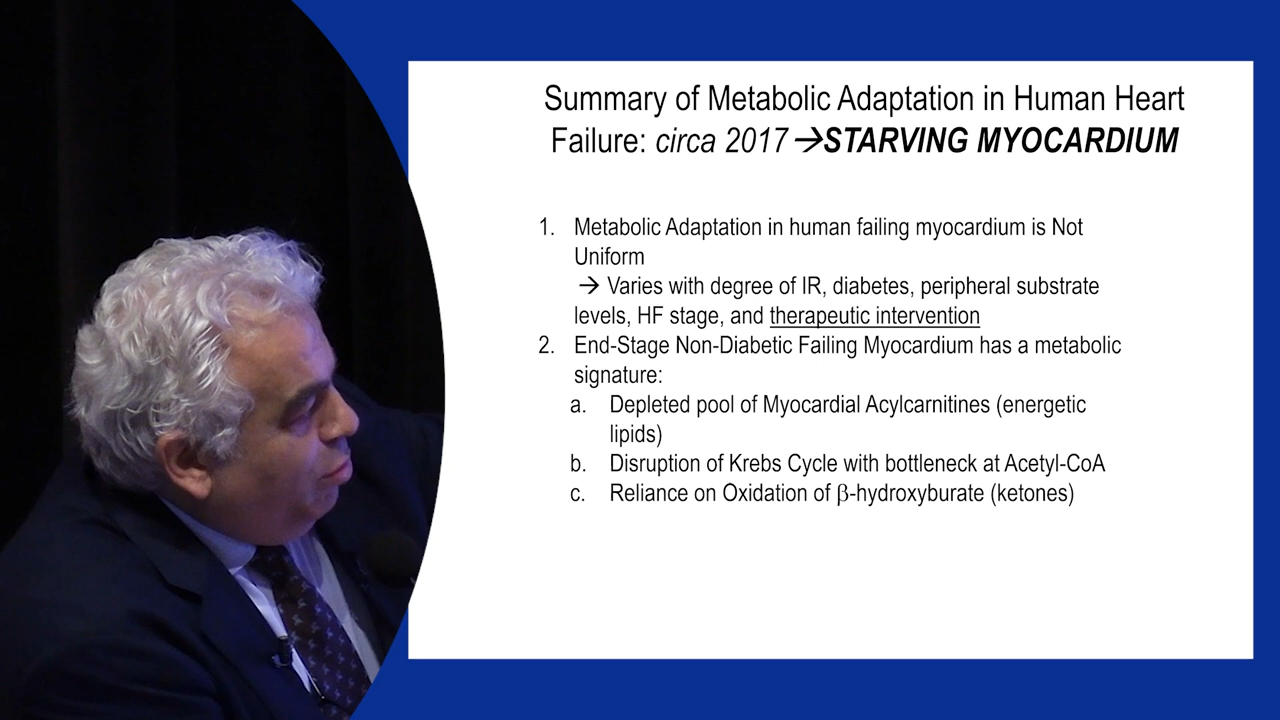 Summary of Metabolic Adaptation in Human Heart
Failure: circa 2017→STARVING MYOCARDIUM
1. Metabolic Adaptation in human failing myocardium is Not
Uniform
→ Varies with degree of IR, diabetes, peripheral substrate
levels, HF stage, and therapeutic intervention
2. End-Stage Non-Diabetic Failing Myocardium has a metabolic
signature:
a. Depleted pool of Myocardial Acylcarnitines (energetic
lipids)
b. Disruption of Krebs Cycle with bottleneck at Acetyl-CoA
c. Reliance on Oxidation of β-hydroxyburate (ketones)